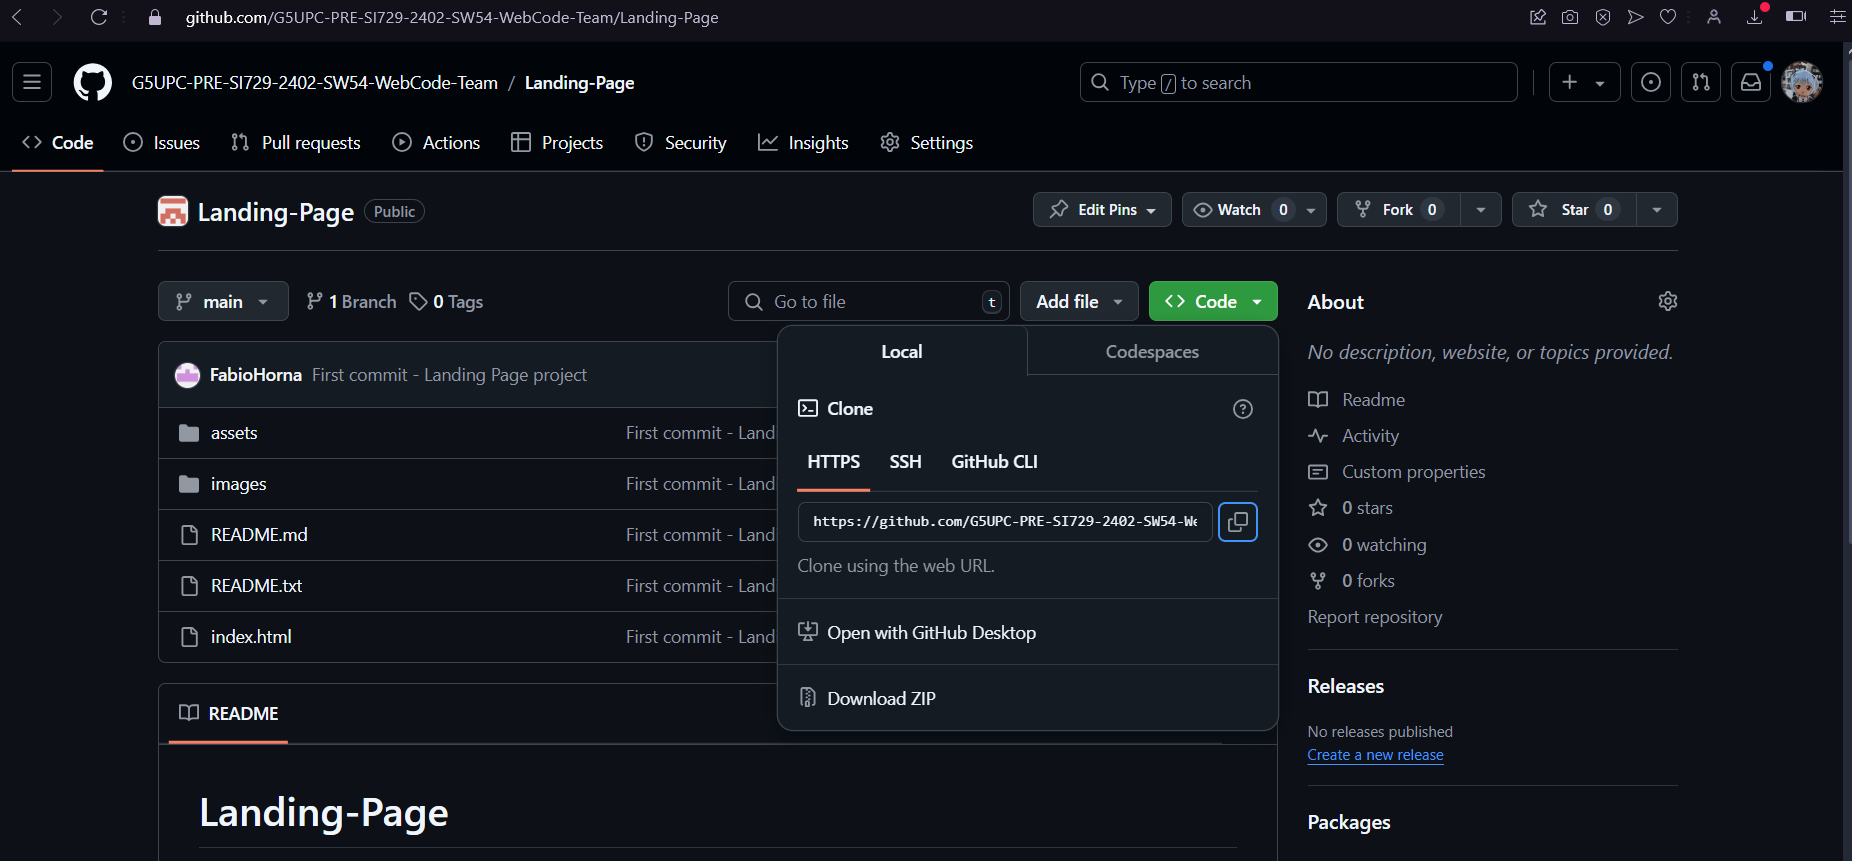 github.com/G5UPC-PRE-SI729-2402-SW54-WebCode-Team/Landing-Page
G5UPC-PRE-SI729-2402-SW54-WebCode-Team / Landing-Page
Type / to search
Code Issues Pull requests Actions Projects Security Insights Settings
Landing-Page Public
Edit Pins Watch 0 Fork 0 Star 0
main 1 Branch 0 Tags
Go to file t Add file Code
FabioHorna First commit - Landing Page project
assets First commit - Land
images First commit - Land
README.md First commit - Land
README.txt First commit - Land
index.html First commit - Land
Local Codespaces
Clone
HTTPS SSH GitHub CLI
https://github.com/G5UPC-PRE-SI729-2402-SW54-We
Clone using the web URL.
Open with GitHub Desktop
Download ZIP
README
Landing-Page
About
No description, website, or topics provided.
Readme
Activity
Custom properties
0 stars
0 watching
0 forks
Report repository
Releases
No releases published
Create a new release
Packages